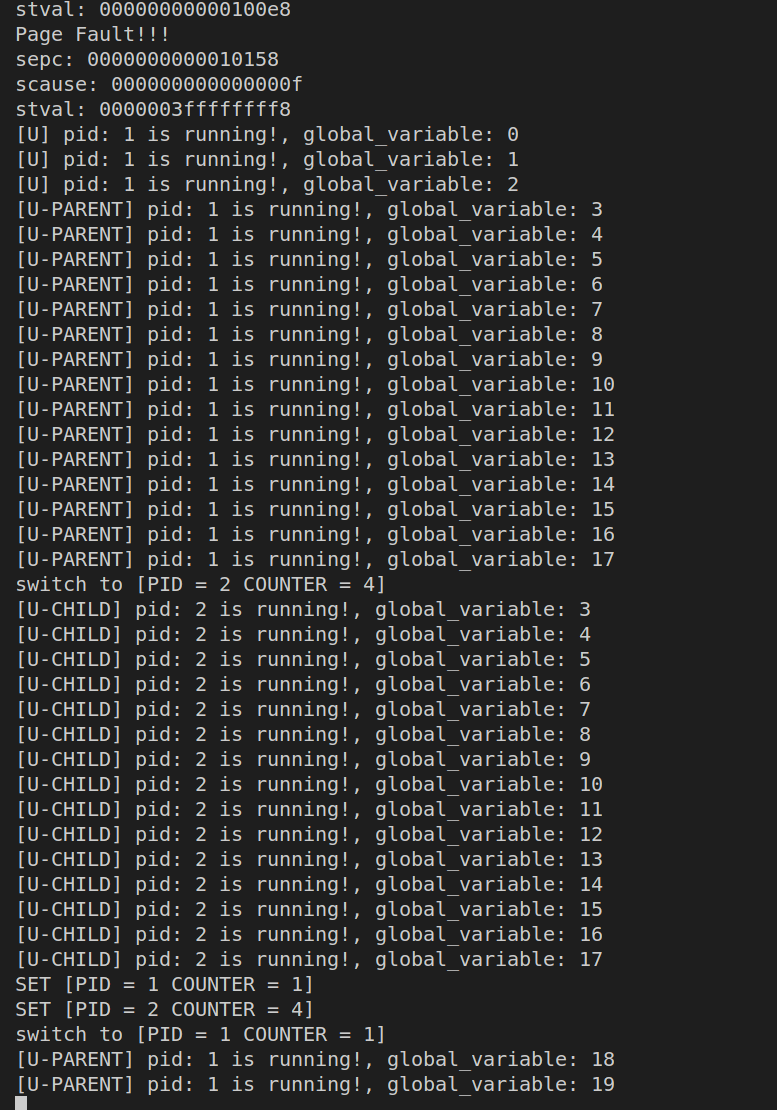 stval: 00000000000100e8
Page Fault!!!
sepc: 0000000000010158
scause: 000000000000000f
stval: 0000003ffffffff8
[U] pid: 1 is running!, global_variable: 0
[U] pid: 1 is running!, global_variable: 1
[U] pid: 1 is running!, global_variable: 2
[U-PARENT] pid: 1 is running!, global_variable: 3
[U-PARENT] pid: 1 is running!, global_variable: 4
[U-PARENT] pid: 1 is running!, global_variable: 5
[U-PARENT] pid: 1 is running!, global_variable: 6
[U-PARENT] pid: 1 is running!, global_variable: 7
[U-PARENT] pid: 1 is running!, global_variable: 8
[U-PARENT] pid: 1 is running!, global_variable: 9
[U-PARENT] pid: 1 is running!, global_variable: 10
[U-PARENT] pid: 1 is running!, global_variable: 11
[U-PARENT] pid: 1 is running!, global_variable: 12
[U-PARENT] pid: 1 is running!, global_variable: 13
[U-PARENT] pid: 1 is running!, global_variable: 14
[U-PARENT] pid: 1 is running!, global_variable: 15
[U-PARENT] pid: 1 is running!, global_variable: 16
[U-PARENT] pid: 1 is running!, global_variable: 17
switch to [PID = 2 COUNTER = 4]
[U-CHILD] pid: 2 is running!, global_variable: 3
[U-CHILD] pid: 2 is running!, global_variable: 4
[U-CHILD] pid: 2 is running!, global_variable: 5
[U-CHILD] pid: 2 is running!, global_variable: 6
[U-CHILD] pid: 2 is running!, global_variable: 7
[U-CHILD] pid: 2 is running!, global_variable: 8
[U-CHILD] pid: 2 is running!, global_variable: 9
[U-CHILD] pid: 2 is running!, global_variable: 10
[U-CHILD] pid: 2 is running!, global_variable: 11
[U-CHILD] pid: 2 is running!, global_variable: 12
[U-CHILD] pid: 2 is running!, global_variable: 13
[U-CHILD] pid: 2 is running!, global_variable: 14
[U-CHILD] pid: 2 is running!, global_variable: 15
[U-CHILD] pid: 2 is running!, global_variable: 16
[U-CHILD] pid: 2 is running!, global_variable: 17
SET [PID = 1 COUNTER = 1]
SET [PID = 2 COUNTER = 4]
switch to [PID = 1 COUNTER = 1]
[U-PARENT] pid: 1 is running!, global_variable: 18
[U-PARENT] pid: 1 is running!, global_variable: 19